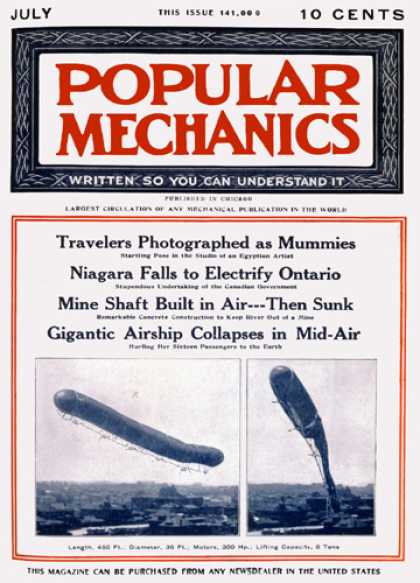 JULY THIS ISSUE 141,000 10 CENTS
POPULAR
MECHANICS
WRITTEN SO YOU CAN UNDERSTAND IT
PUBLISHED IN CHICAGO
LARGEST CIRCULATION OF ANY MECHANICAL PUBLICATION IN THE WORLD
Travelers Photographed as Mummies
Startling Pose in the Studio of an Egyptian Artist
Niagara Falls to Electrify Ontario
Stupendous Undertaking of the Canadian Government
Mine Shaft Built in Air---Then Sunk
Remarkable Concrete Construction to Keep River Out of a Mine
Gigantic Airship Collapses in Mid-Air
Hurling Her Sixteen Passengers to the Earth
Length, 450 Ft.; Diameter, 36 Ft.; Motors, 200 Hp.; Lifting Capacity, 8 Tons
THIS MAGAZINE CAN BE PURCHASED FROM ANY NEWSDEALER IN THE UNITED STATES